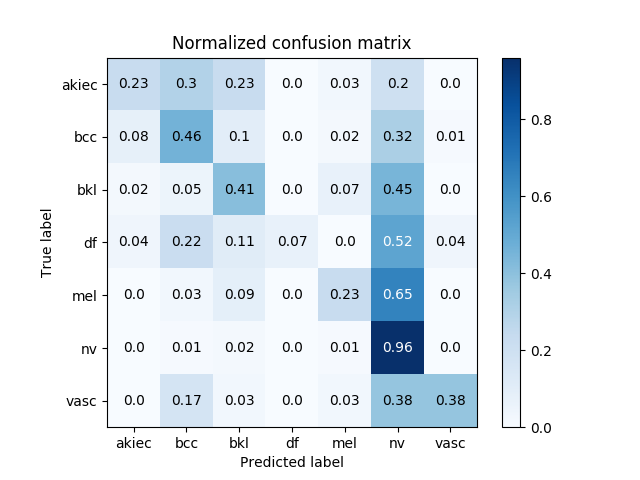 Normalized confusion matrix
akiec 0.23 0.3 0.23 0.0 0.03 0.2 0.0
bcc 0.08 0.46 0.1 0.0 0.02 0.32 0.01
bkl 0.02 0.05 0.41 0.0 0.07 0.45 0.0
df 0.04 0.22 0.11 0.07 0.0 0.52 0.04
mel 0.0 0.03 0.09 0.0 0.23 0.65 0.0
nv 0.0 0.01 0.02 0.0 0.01 0.96 0.0
vasc 0.0 0.17 0.03 0.0 0.03 0.38 0.38
akiec bcc bkl df mel nv vasc
Predicted label
True label
0.8
0.6
0.4
0.2
0.0